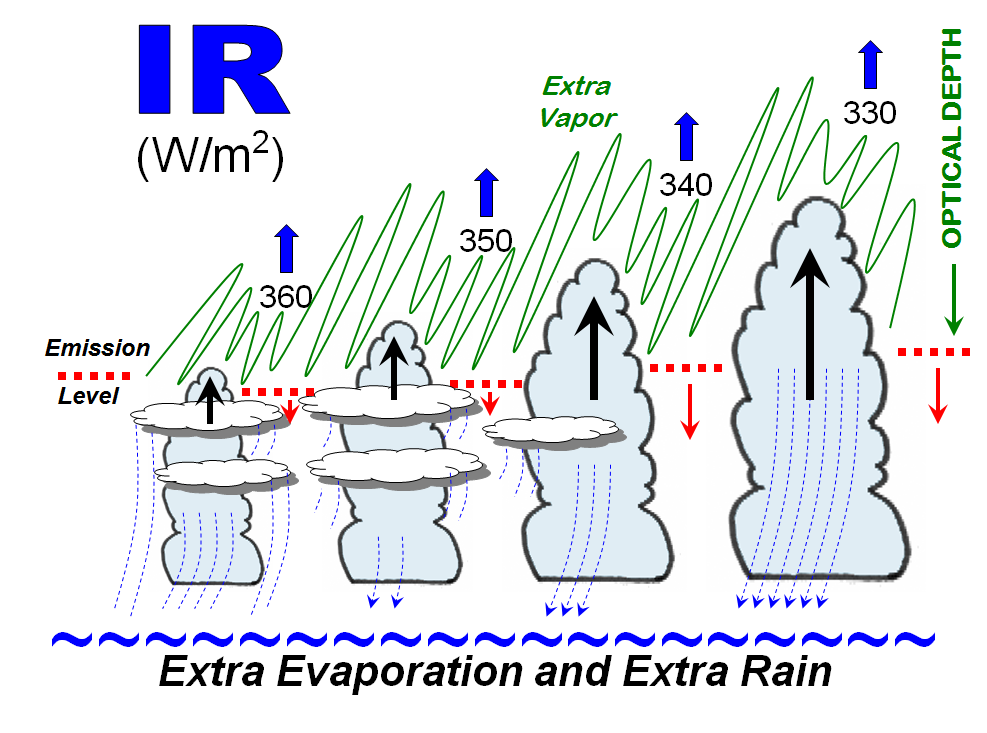 IR
(W/m²)
Extra
Vapor
330
340
350
360
OPTICAL DEPTH
Emission
Level
Extra Evaporation and Extra Rain